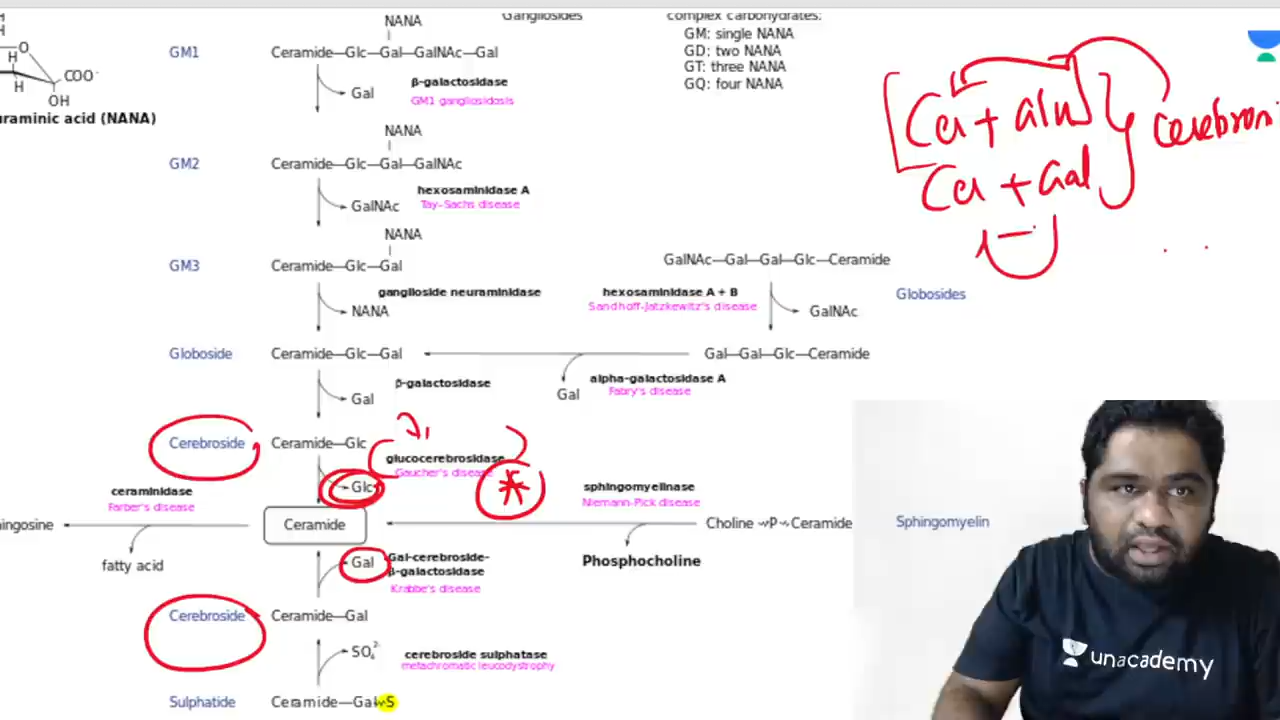 NANA
Gangliosides
complex carbohydrates:
GM: single NANA
GD: two NANA
GT: three NANA
GQ: four NANA
H
H
O
H
H
COO-
OH
uraminic acid (NANA)
GM1
Ceramide—Glc—Gal—GalNAc—Gal
Gal
β-galactosidase
GM1 gangliosidosis
NANA
GM2
Ceramide—Glc—Gal—GalNAc
GalNAc
hexosaminidase A
Tay-Sachs disease
NANA
GM3
Ceramide—Glc—Gal
NANA
ganglioside neuraminidase
GalNAc—Gal—Gal—Glc—Ceramide
hexosaminidase A + B
Sandhoff-Jatzkewitz's disease
GalNAc
Globosides
Globoside
Ceramide—Glc—Gal
Gal—Gal—Glc—Ceramide
Gal
β-galactosidase
Gal
alpha-galactosidase A
Fabry's disease
Cerebroside
Ceramide—Glc
glucocerebrosidase
Gaucher's disease
Glc
ceraminidase
Farber's disease
sphingomyelinase
Niemann-Pick disease
hingosine
Ceramide
Choline~P~Ceramide
Sphingomyelin
fatty acid
Gal
Gal-cerebroside-
β-galactosidase
Krabbe's disease
Phosphocholine
Cerebroside
Ceramide—Gal
SO₄²⁻
cerebroside sulphatase
metachromatic leucodystrophy
Sulphatide
Ceramide—Gal~S
Cer + Glu
Cer + Gal
unacademy